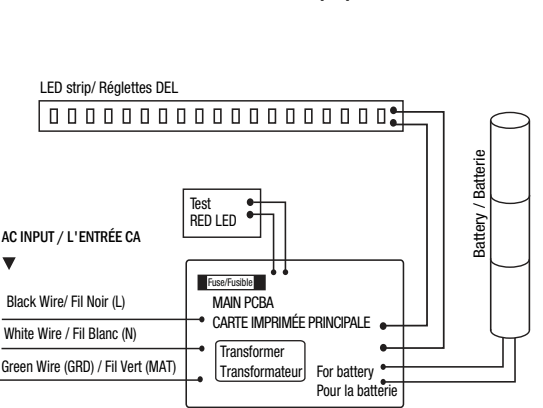 LED strip/ Réglettes DEL
Battery / Batterie
Test
RED LED
AC INPUT / L'ENTRÉE CA
Fuse/Fusible
Black Wire/ Fil Noir (L)
MAIN PCBA
CARTE IMPRIMÉE PRINCIPALE
White Wire / Fil Blanc (N)
Transformer
Transformateur
Green Wire (GRD) / Fil Vert (MAT)
For battery
Pour la batterie